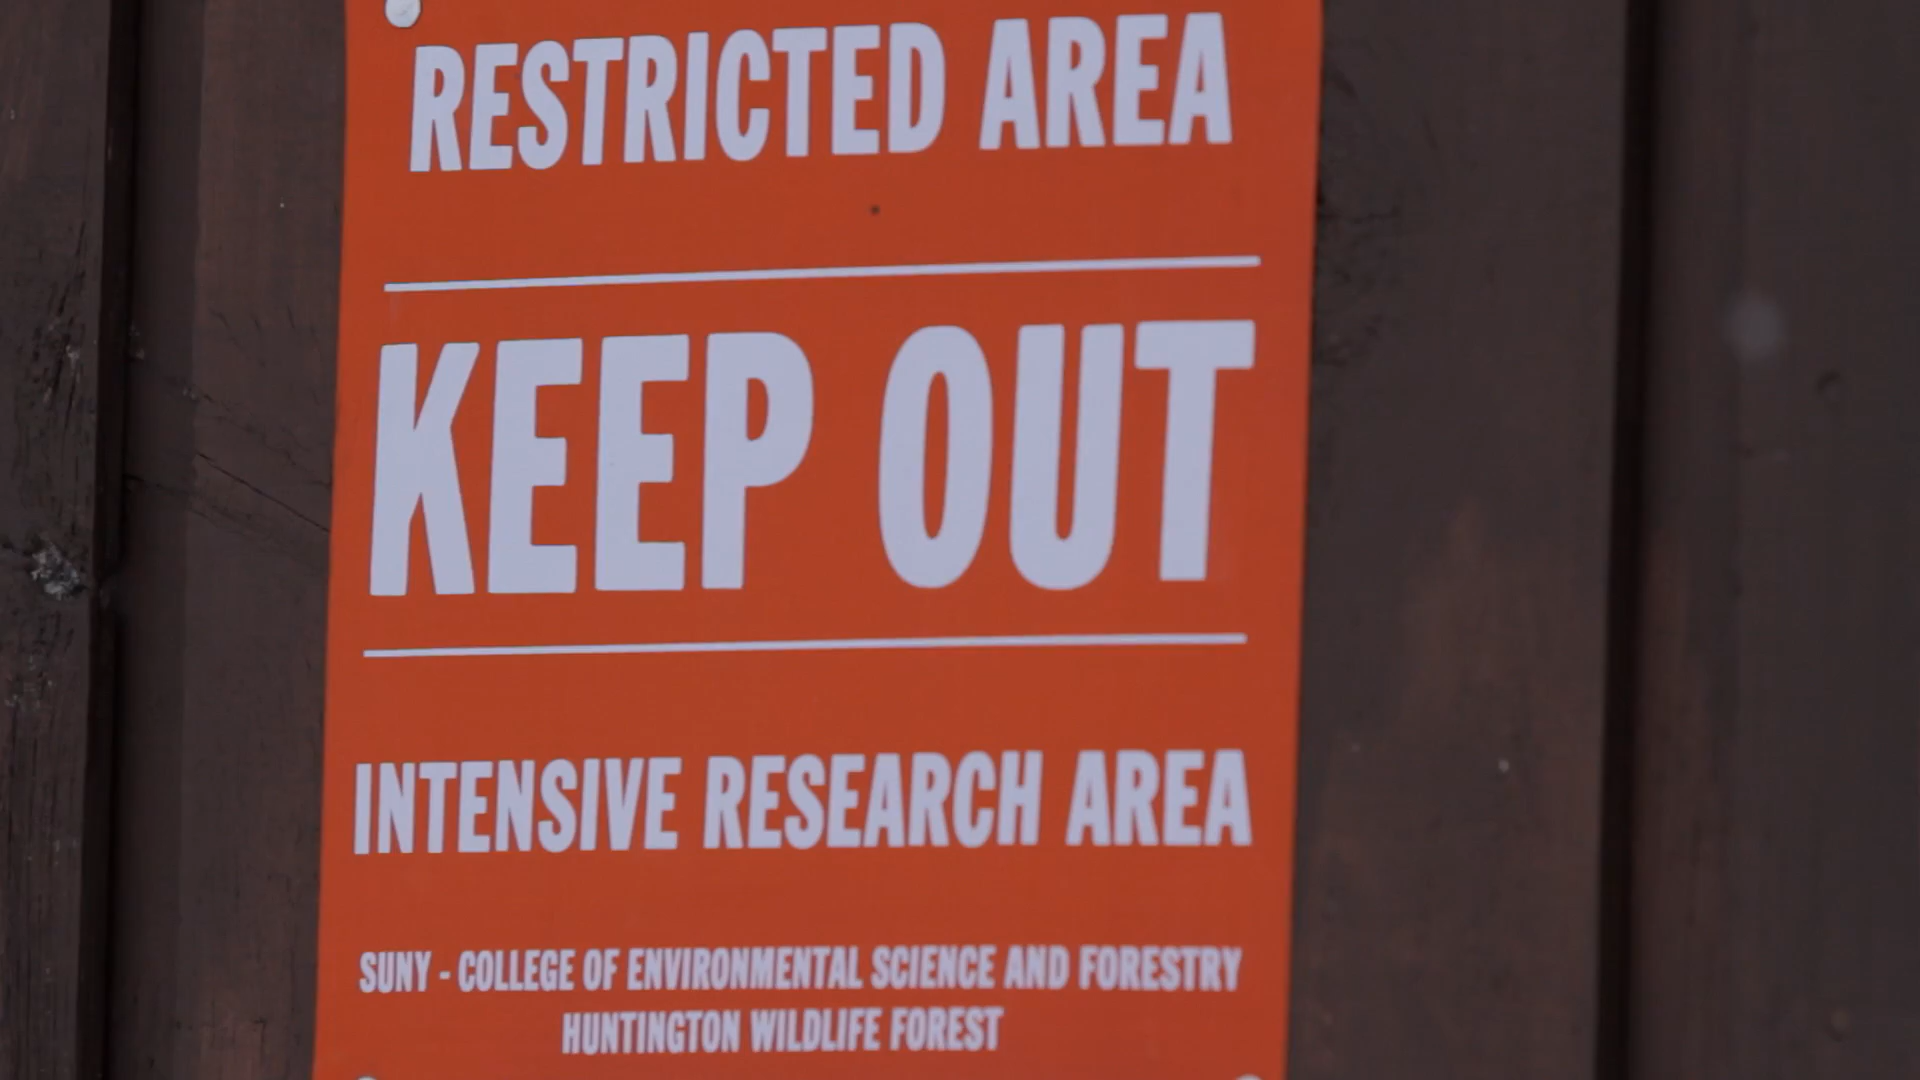 RESTRICTED AREA
KEEP OUT
INTENSIVE RESEARCH AREA
SUNY - COLLEGE OF ENVIRONMENTAL SCIENCE AND FORESTRY
HUNTINGTON WILDLIFE FOREST